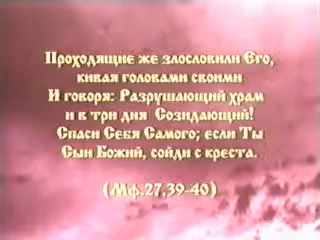 Проходящие же злословили Его,
кивая головами своими
И говоря: Разрушающий храм
и в три дня Созидающий!
Спаси Себя Самого; если Ты
Сын Божий, сойди с креста.
(Мф.27,39-40)